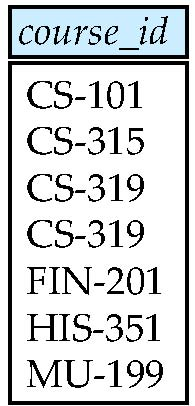 course_id
CS-101
CS-315
CS-319
CS-319
FIN-201
HIS-351
MU-199